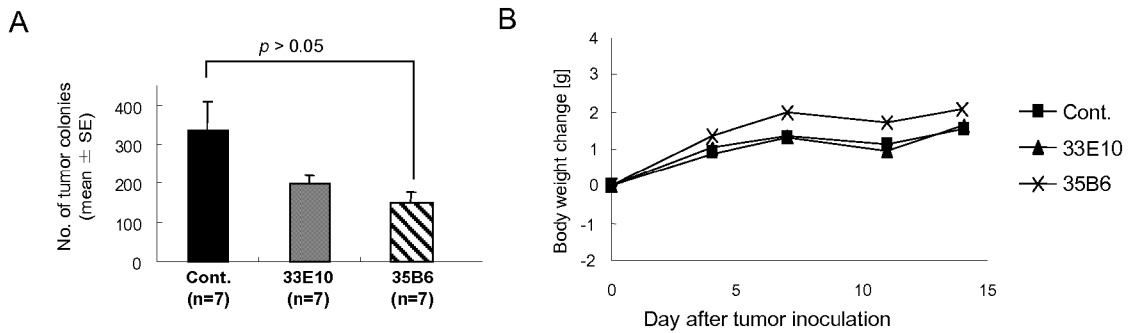 A
p > 0.05
No. of tumor colonies
(mean ± SE)
400
300
200
100
0
Cont.
(n=7)
33E10
(n=7)
35B6
(n=7)
B
Body weight change [g]
4
3
2
1
0
-1
-2
0
5
10
15
Day after tumor inoculation
Cont.
33E10
35B6